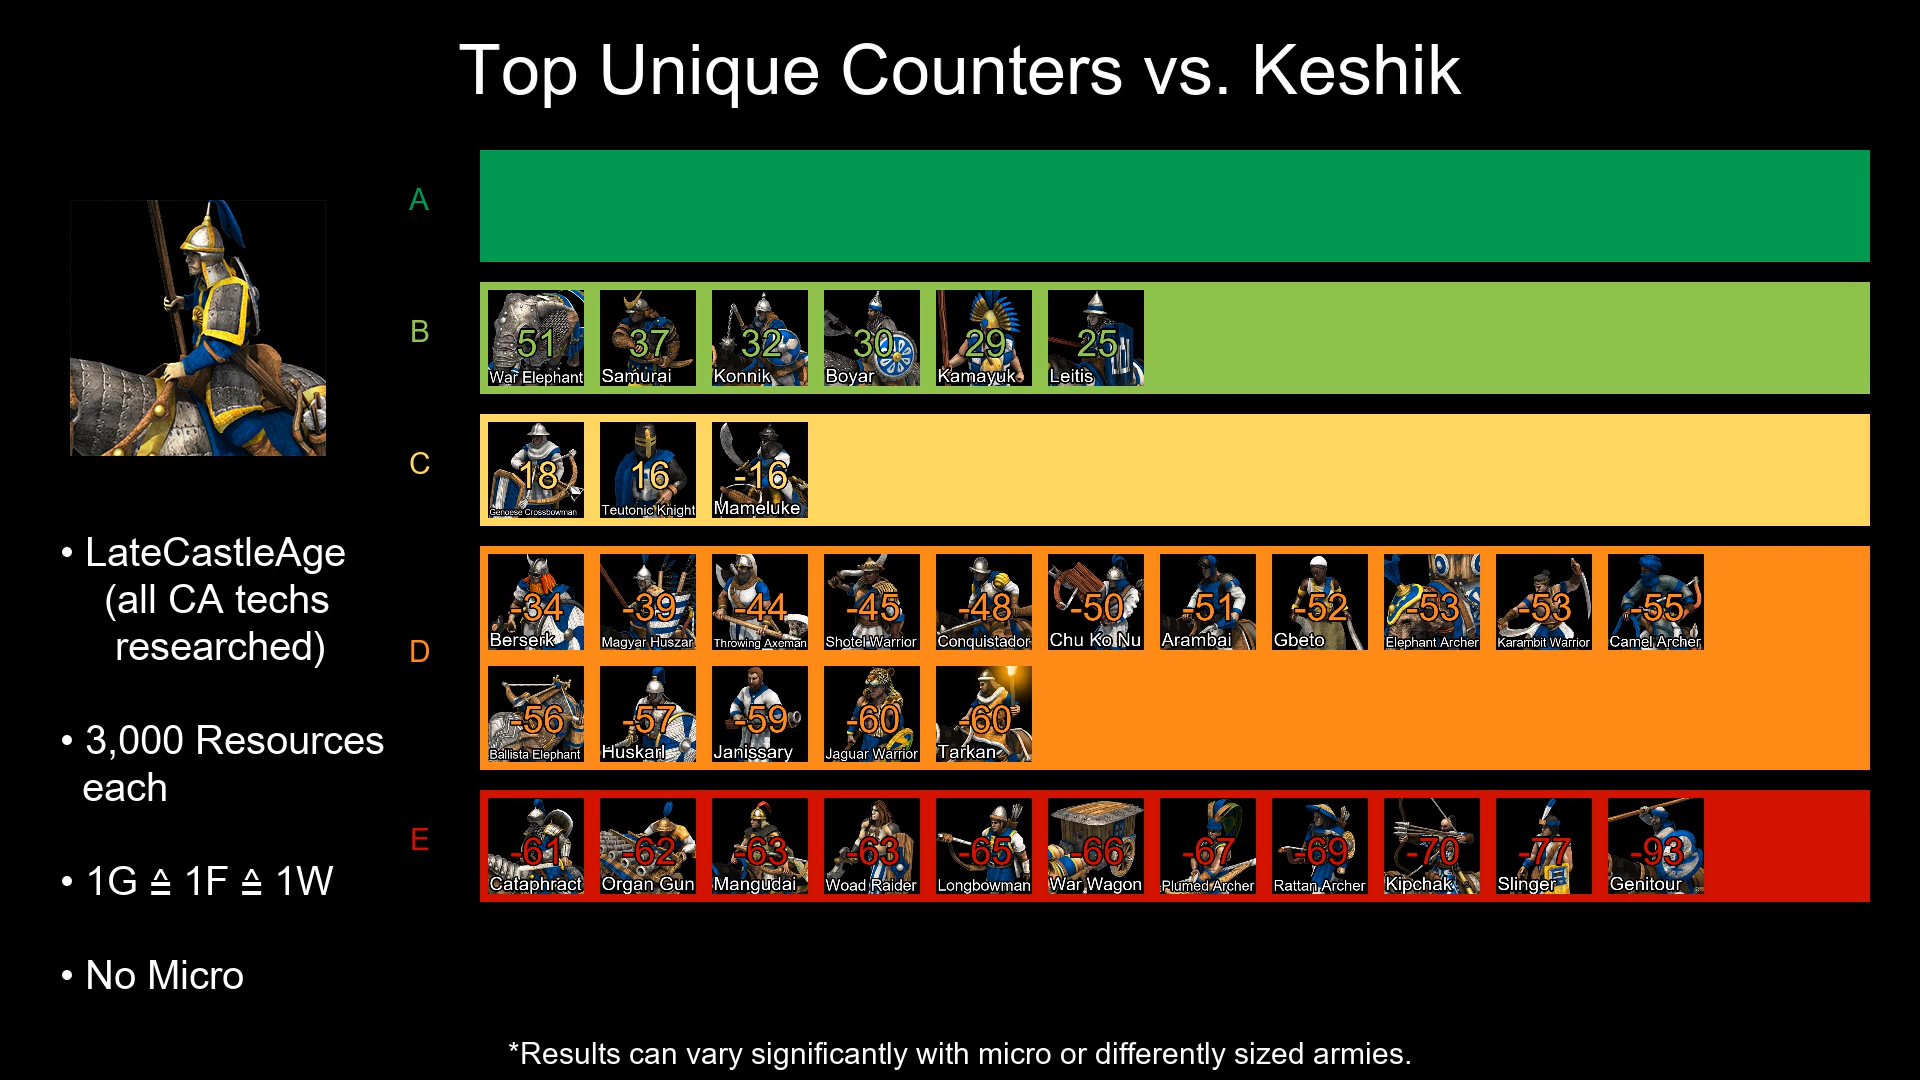 Top Unique Counters vs. Keshik
A
B
51 37 32 30 29 25
War Elephant Samurai Konnik Boyar Kamayuk Leitis
C
18 16 -16
Genoese Crossbowman Teutonic Knight Mameluke
D
-34 -39 -44 -45 -48 -50 -51 -52 -53 -53 -55
Berserk Magyar Huszar Throwing Axeman Shotel Warrior Conquistador Chu Ko Nu Arambai Gbeto Elephant Archer Karambit Warrior Camel Archer
-56 -57 -59 -60 -60
Ballista Elephant Huskarl Janissary Jaguar Warrior Tarkan
E
-61 -62 -63 -63 -65 -66 -67 -69 -70 -77 -93
Cataphract Organ Gun Mangudai Woad Raider Longbowman War Wagon Plumed Archer Rattan Archer Kipchak Slinger Genitour
• LateCastleAge
(all CA techs
researched)
• 3,000 Resources
each
• 1G ≙ 1F ≙ 1W
• No Micro
*Results can vary significantly with micro or differently sized armies.